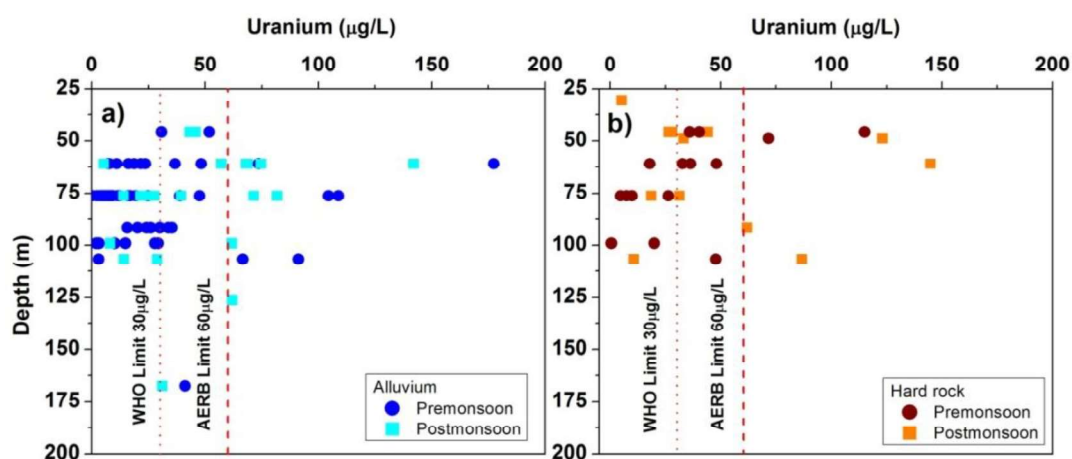 Uranium (μg/L)
0 50 100 150 200
Depth (m)
25
50
75
100
125
150
175
200
a)
WHO Limit 30μg/L
AERB Limit 60μg/L
Alluvium
Premonsoon
Postmonsoon
Uranium (μg/L)
0 50 100 150 200
25
50
75
100
125
150
175
200
b)
WHO Limit 30μg/L
AERB Limit 60μg/L
Hard rock
Premonsoon
Postmonsoon